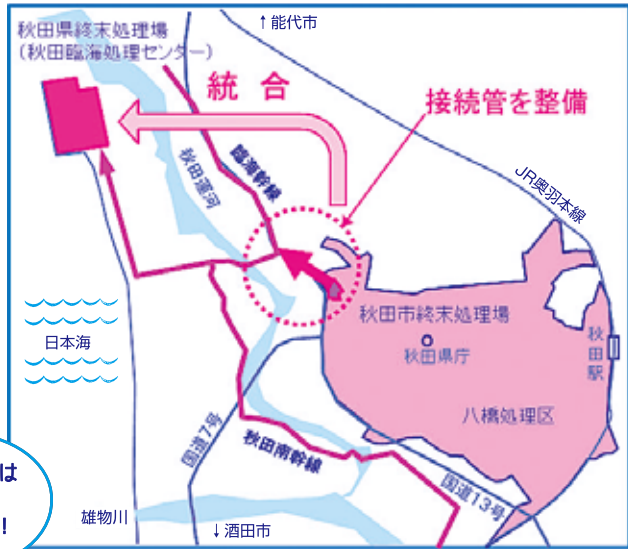 秋田県終末処理場
（秋田臨海処理センター）
↑能代市
統合
接続管を整備
臨海幹線
秋田運河
JR奥羽本線
日本海
秋田市終末処理場
秋田県庁
秋田駅
八橋処理区
国道7号
秋田南幹線
国道13号
雄物川
↓酒田市
は
!